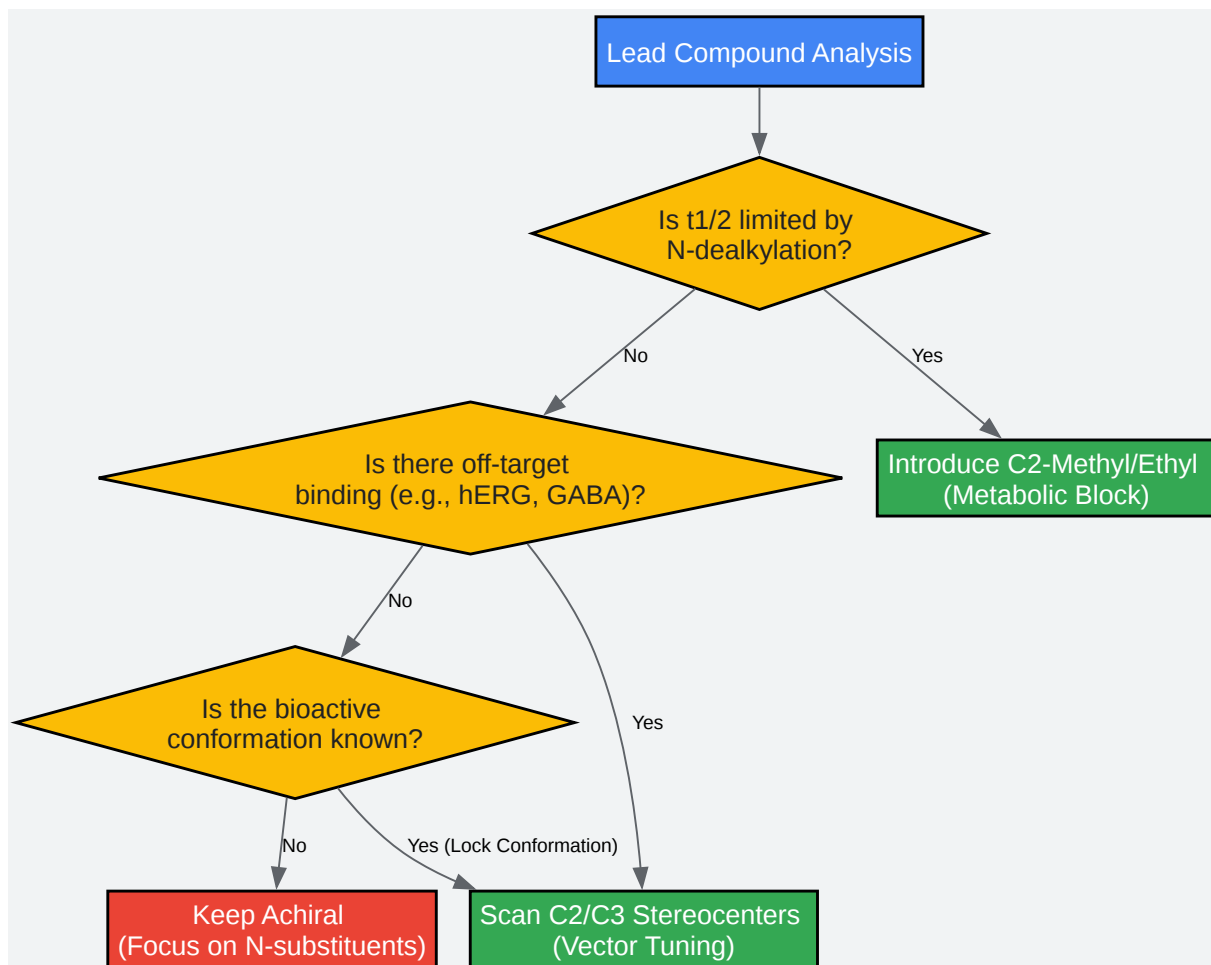 Lead Compound Analysis
Is t1/2 limited by
N-dealkylation?
No
Yes
Is there off-target
binding (e.g., hERG, GABA)?
Introduce C2-Methyl/Ethyl
(Metabolic Block)
No
Yes
Is the bioactive
conformation known?
No
Yes (Lock Conformation)
Keep Achiral
(Focus on N-substituents)
Scan C2/C3 Stereocenters
(Vector Tuning)